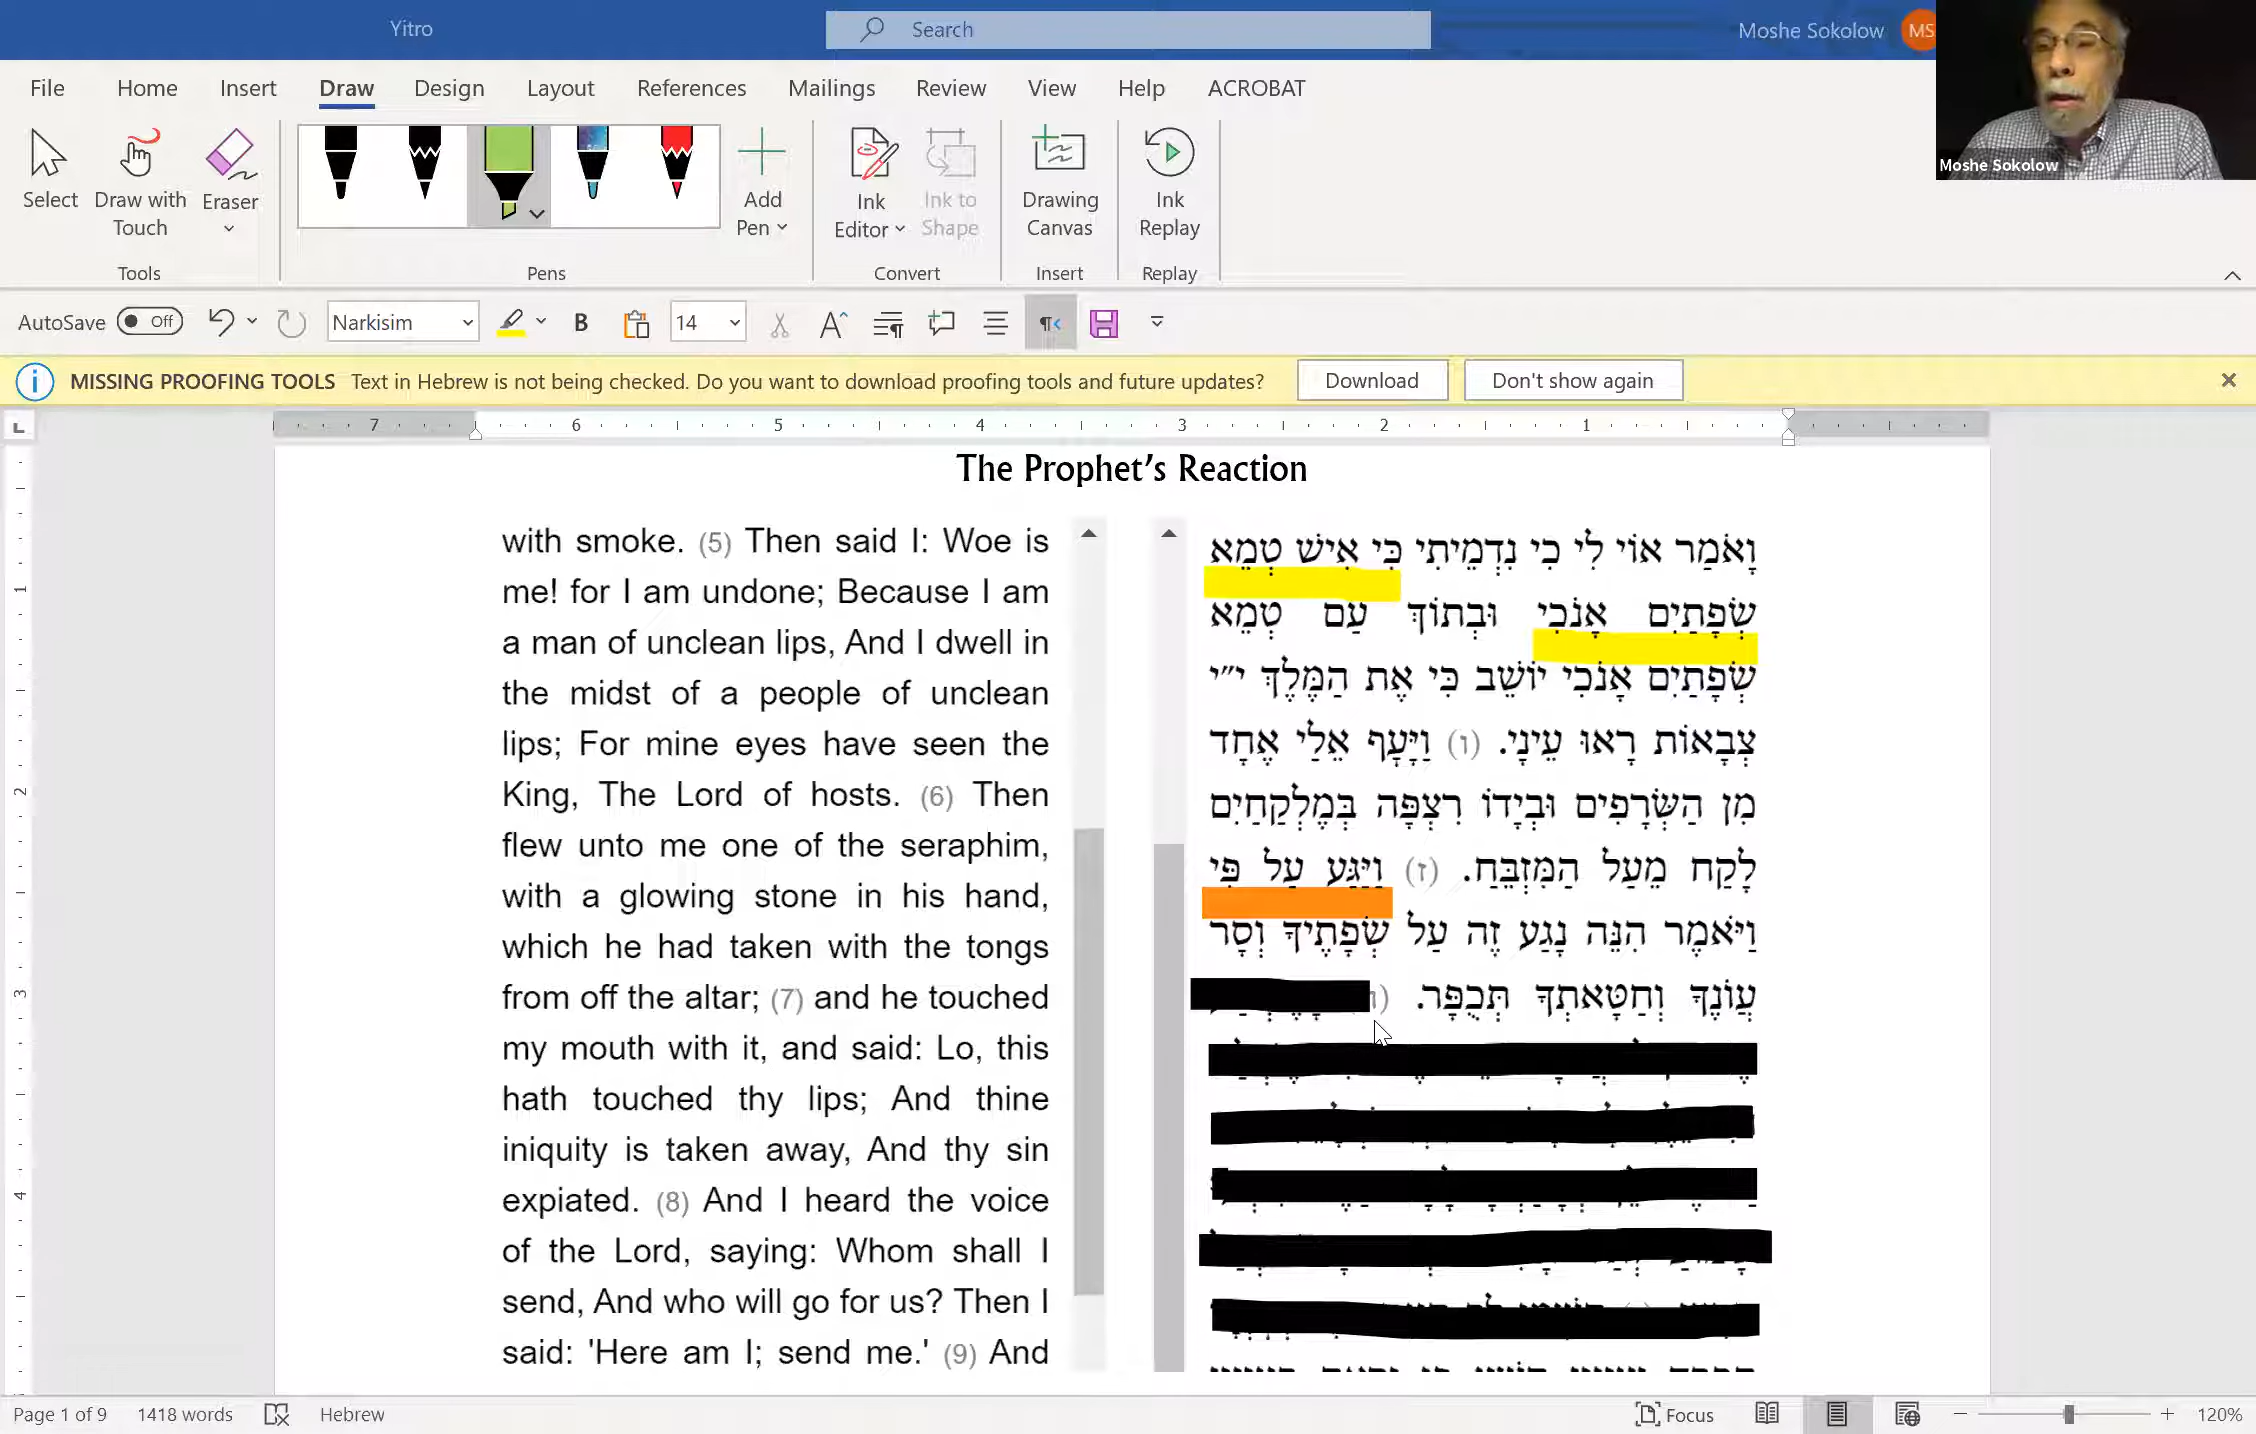 Yitro
Search
Moshe Sokolow
MS
File
Home
Insert
Draw
Design
Layout
References
Mailings
Review
View
Help
ACROBAT
Moshe Sokolow
Select
Draw with Touch
Eraser
Add Pen
Ink Editor
Ink to Shape
Drawing Canvas
Ink Replay
Tools
Pens
Convert
Insert
Replay
AutoSave
Off
Narkisim
B
14
MISSING PROOFING TOOLS Text in Hebrew is not being checked. Do you want to download proofing tools and future updates?
Download
Don't show again
7 6 5 4 3 2 1
1
2
3
4
The Prophet's Reaction
with smoke. (5) Then said I: Woe is
me! for I am undone; Because I am
a man of unclean lips, And I dwell in
the midst of a people of unclean
lips; For mine eyes have seen the
King, The Lord of hosts. (6) Then
flew unto me one of the seraphim,
with a glowing stone in his hand,
which he had taken with the tongs
from off the altar; (7) and he touched
my mouth with it, and said: Lo, this
hath touched thy lips; And thine
iniquity is taken away, And thy sin
expiated. (8) And I heard the voice
of the Lord, saying: Whom shall I
send, And who will go for us? Then I
said: 'Here am I; send me.' (9) And
וָאֹמַר אוֹי לִי כִי נִדְמֵיתִי כִּי אִישׁ טְמֵא
שְׂפָתַיִם אָנֹכִי וּבְתוֹךְ עַם טְמֵא
שְׂפָתַיִם אָנֹכִי יוֹשֵׁב כִּי אֶת הַמֶּלֶךְ י״י
צְבָאוֹת רָאוּ עֵינָי. (ו) וַיָּעָף אֵלַי אֶחָד
מִן הַשְּׂרָפִים וּבְיָדוֹ רִצְפָּה בְּמֶלְקַחַיִם
לָקַח מֵעַל הַמִּזְבֵּחַ. (ז) וַיַּגַּע עַל פִּי
וַיֹּאמֶר הִנֵּה נָגַע זֶה עַל שְׂפָתֶיךָ וְסָר
עֲוֺנֶךָ וְחַטָּאתְךָ תְּכֻפָּר.
Page 1 of 9
1418 words
Hebrew
Focus
120%